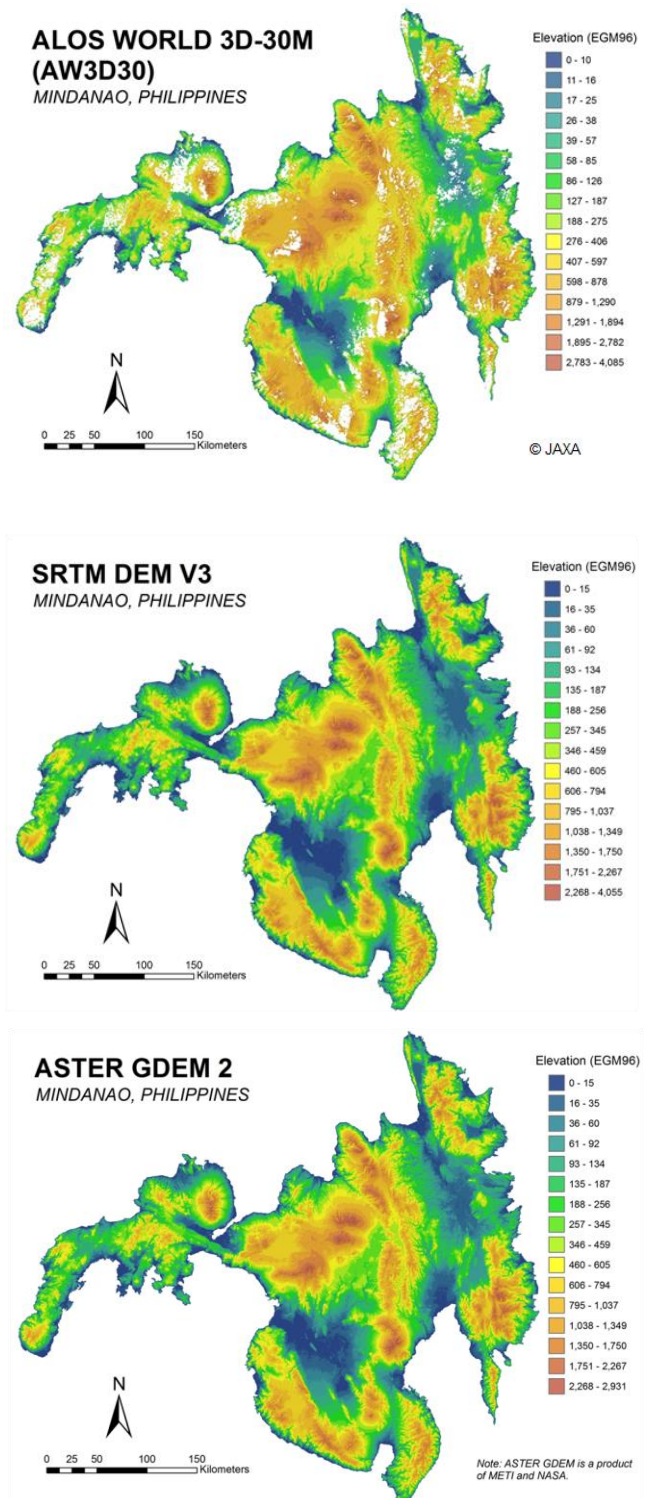 ALOS WORLD 3D-30M
(AW3D30)
MINDANAO, PHILIPPINES
Elevation (EGM96)
0 - 10
11 - 16
17 - 25
26 - 38
39 - 57
58 - 85
86 - 126
127 - 187
188 - 275
276 - 406
407 - 597
598 - 878
879 - 1,290
1,291 - 1,894
1,895 - 2,782
2,783 - 4,085
N
0 25 50 100 150
Kilometers
© JAXA
SRTM DEM V3
MINDANAO, PHILIPPINES
Elevation (EGM96)
0 - 15
16 - 35
36 - 60
61 - 92
93 - 134
135 - 187
188 - 256
257 - 345
346 - 459
460 - 605
606 - 794
795 - 1,037
1,038 - 1,349
1,350 - 1,750
1,751 - 2,267
2,268 - 4,055
N
0 25 50 100 150
Kilometers
ASTER GDEM 2
MINDANAO, PHILIPPINES
Elevation (EGM96)
0 - 15
16 - 35
36 - 60
61 - 92
93 - 134
135 - 187
188 - 256
257 - 345
346 - 459
460 - 605
606 - 794
795 - 1,037
1,038 - 1,349
1,350 - 1,750
1,751 - 2,267
2,268 - 2,931
N
0 25 50 100 150
Kilometers
Note: ASTER GDEM is a product
of METI and NASA.